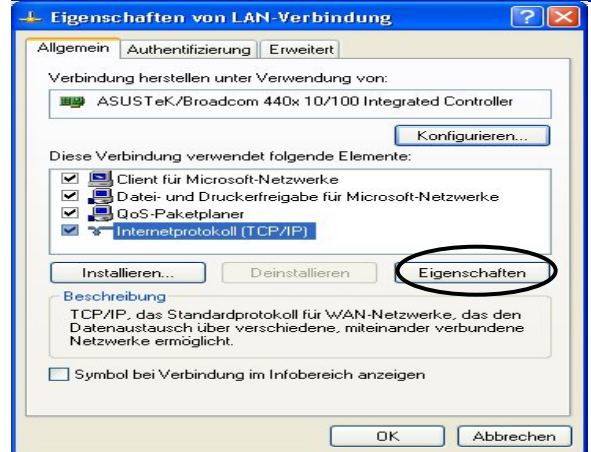 Eigenschaften von LAN-Verbindung
Allgemein Authentifizierung Erweitert
Verbindung herstellen unter Verwendung von:
ASUSTeK/Broadcom 440x 10/100 Integrated Controller
Konfigurieren...
Diese Verbindung verwendet folgende Elemente:
Client für Microsoft-Netzwerke
Datei- und Druckerfreigabe für Microsoft-Netzwerke
QoS-Paketplaner
Internetprotokoll (TCP/IP)
Installieren... Deinstallieren Eigenschaften
Beschreibung
TCP/IP, das Standardprotokoll für WAN-Netzwerke, das den
Datenaustausch über verschiedene, miteinander verbundene
Netzwerke ermöglicht.
Symbol bei Verbindung im Infobereich anzeigen
OK Abbrechen